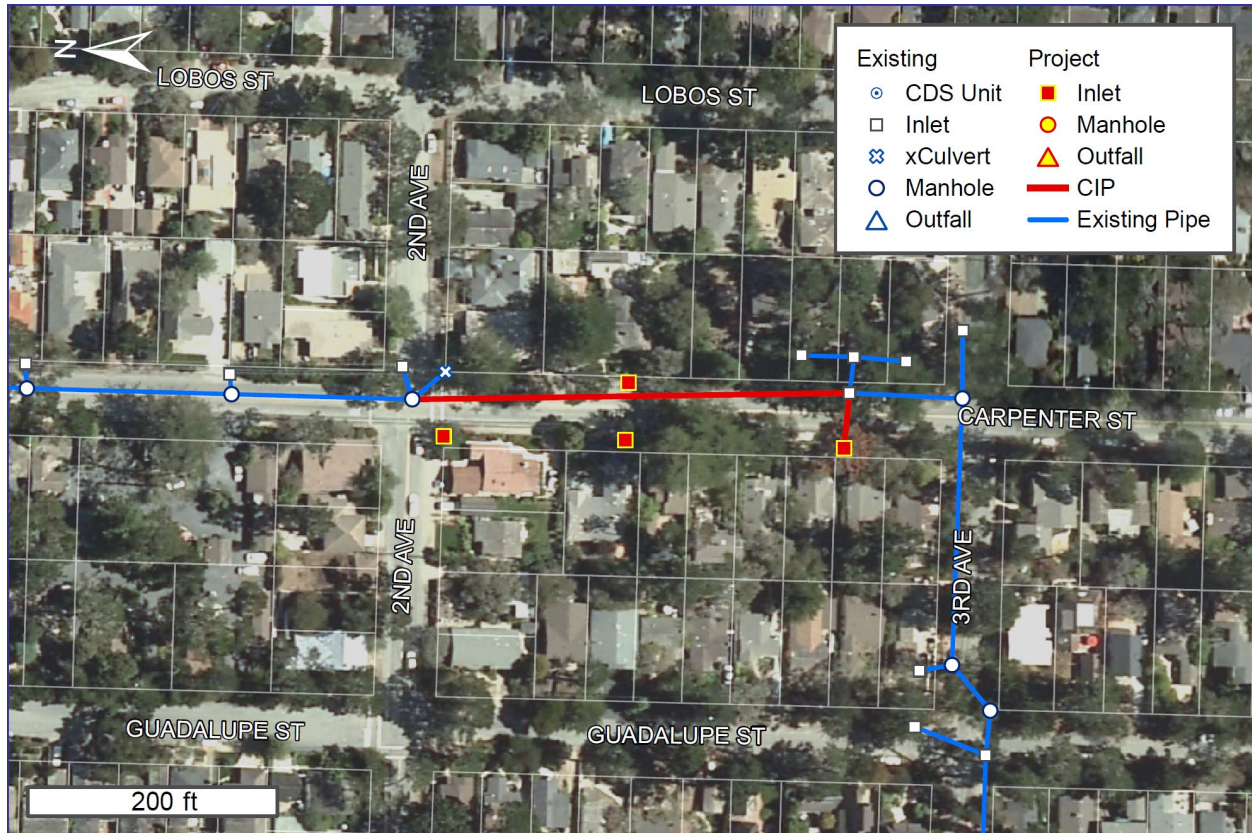 N
LOBOS ST
LOBOS ST
Existing
Project
CDS Unit
Inlet
Inlet
Manhole
xCulvert
Outfall
Manhole
CIP
Outfall
Existing Pipe
2ND AVE
CARPENTER ST
2ND AVE
3RD AVE
GUADALUPE ST
GUADALUPE ST
200 ft